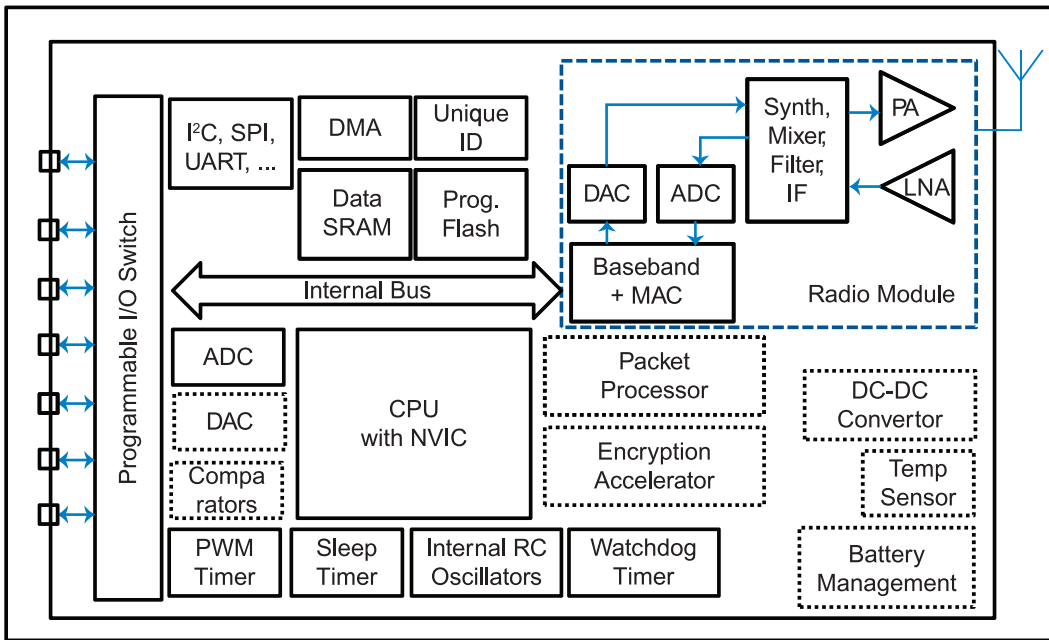 Programmable I/O Switch
I²C, SPI,
UART, ...
DMA
Unique
ID
Data
SRAM
Prog.
Flash
Internal Bus
DAC
ADC
Synth,
Mixer,
Filter,
IF
PA
LNA
Baseband
+ MAC
Radio Module
ADC
DAC
Compa
rators
CPU
with NVIC
Packet
Processor
Encryption
Accelerator
DC-DC
Convertor
Temp
Sensor
Battery
Management
PWM
Timer
Sleep
Timer
Internal RC
Oscillators
Watchdog
Timer